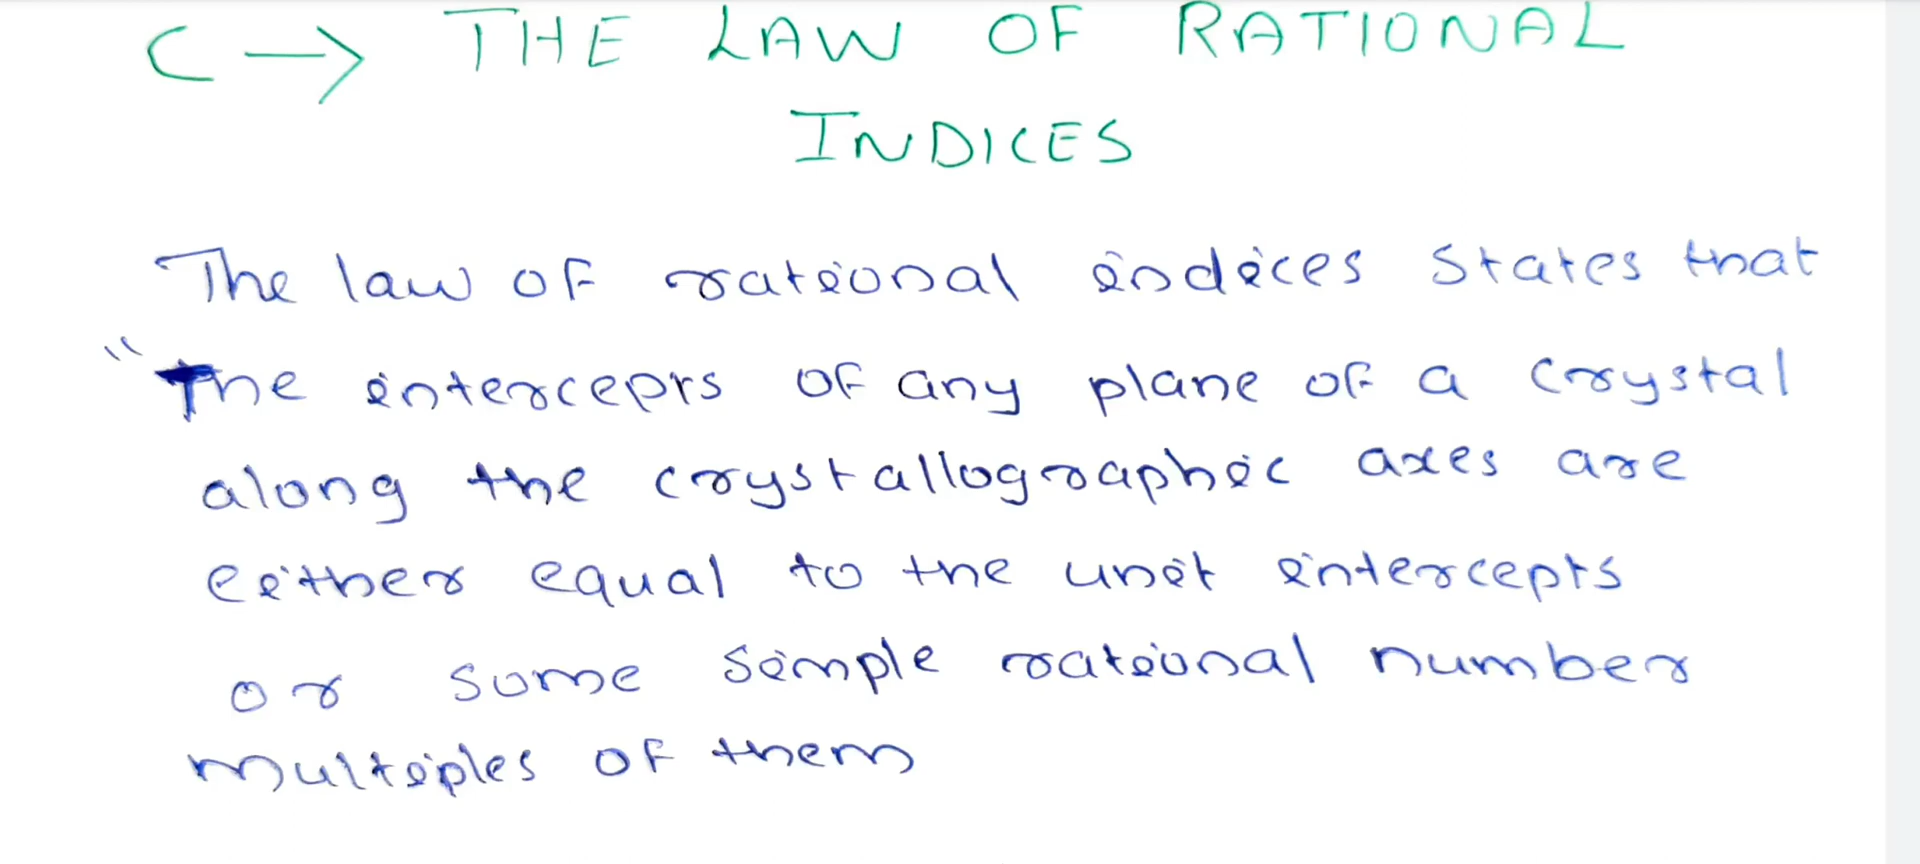 C → THE LAW OF RATIONAL
INDICES
The law of rational indices states that
"The intercepts of any plane of a crystal
along the crystallographic axes are
either equal to the unit intercepts
or some simple rational number
multiples of them